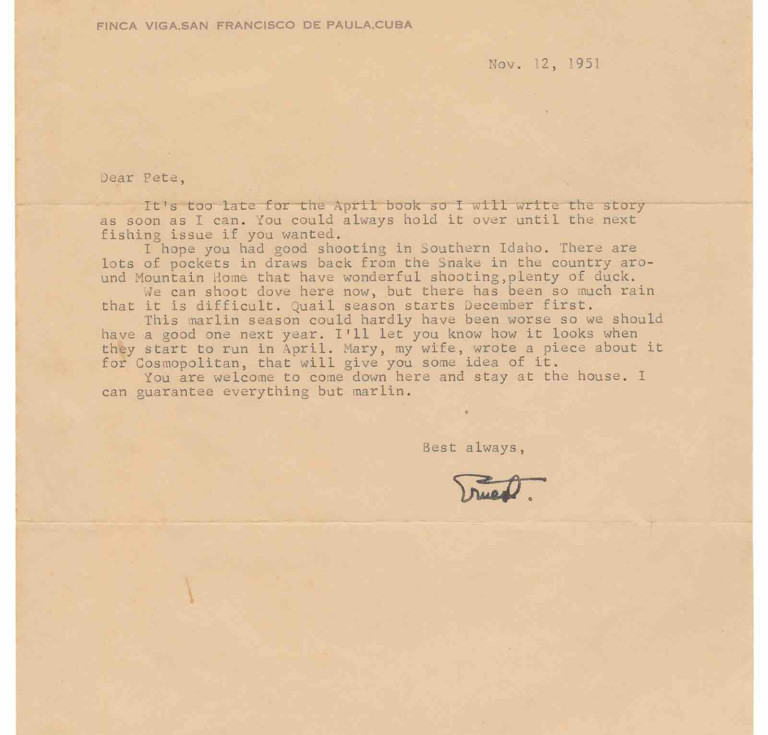 FINCA VIGA.SAN FRANCISCO DE PAULA,CUBA
Nov. 12, 1951
Dear Pete,
It's too late for the April book so I will write the story
as soon as I can. You could always hold it over until the next
fishing issue if you wanted.
I hope you had good shooting in Southern Idaho. There are
lots of pockets in draws back from the Snake in the country aro-
und Mountain Home that have wonderful shooting,plenty of duck.
We can shoot dove here now, but there has been so much rain
that it is difficult. Quail season starts December first.
This marlin season could hardly have been worse so we should
have a good one next year. I'll let you know how it looks when
they start to run in April. Mary, my wife, wrote a piece about it
for Cosmopolitan, that will give you some idea of it.
You are welcome to come down here and stay at the house. I
can guarantee everything but marlin.
Best always,
Ernest.